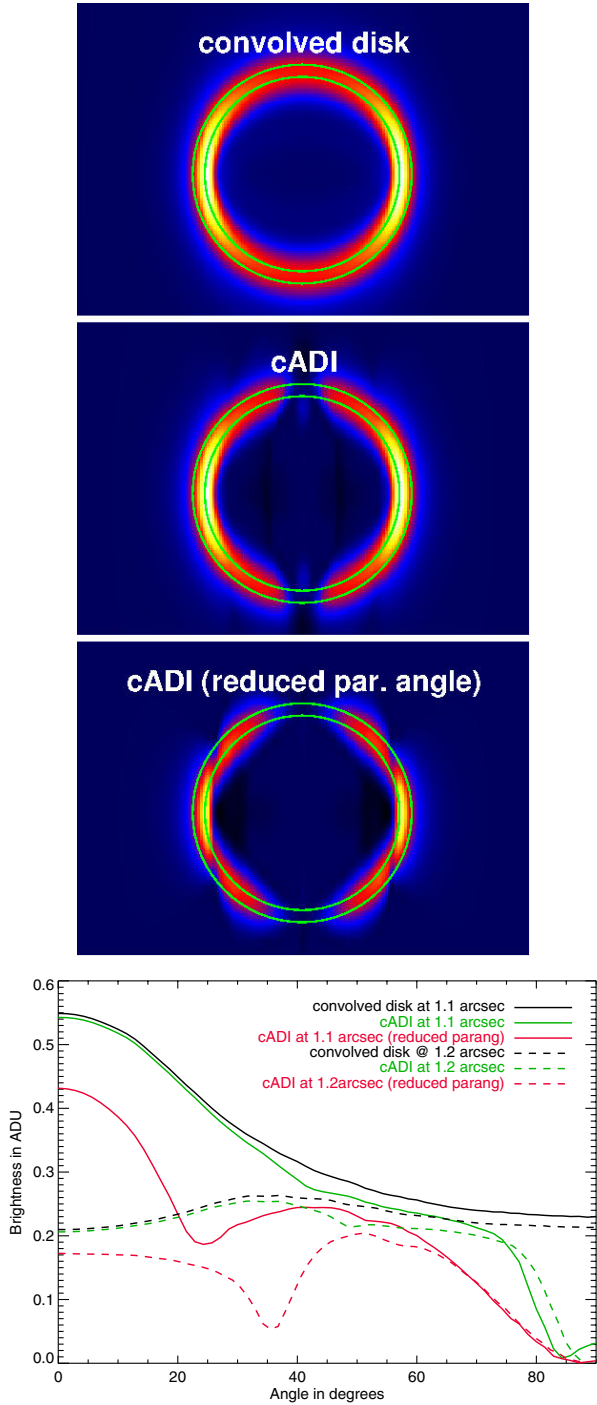 convolved disk
cADI
cADI (reduced par. angle)
0.6
0.5
0.4
0.3
0.2
0.1
0.0
Brightness in ADU
convolved disk at 1.1 arcsec
cADI at 1.1 arcsec
cADI at 1.1 arcsec (reduced parang)
convolved disk @ 1.2 arcsec
cADI at 1.2 arcsec
cADI at 1.2arcsec (reduced parang)
0 20 40 60 80
Angle in degrees